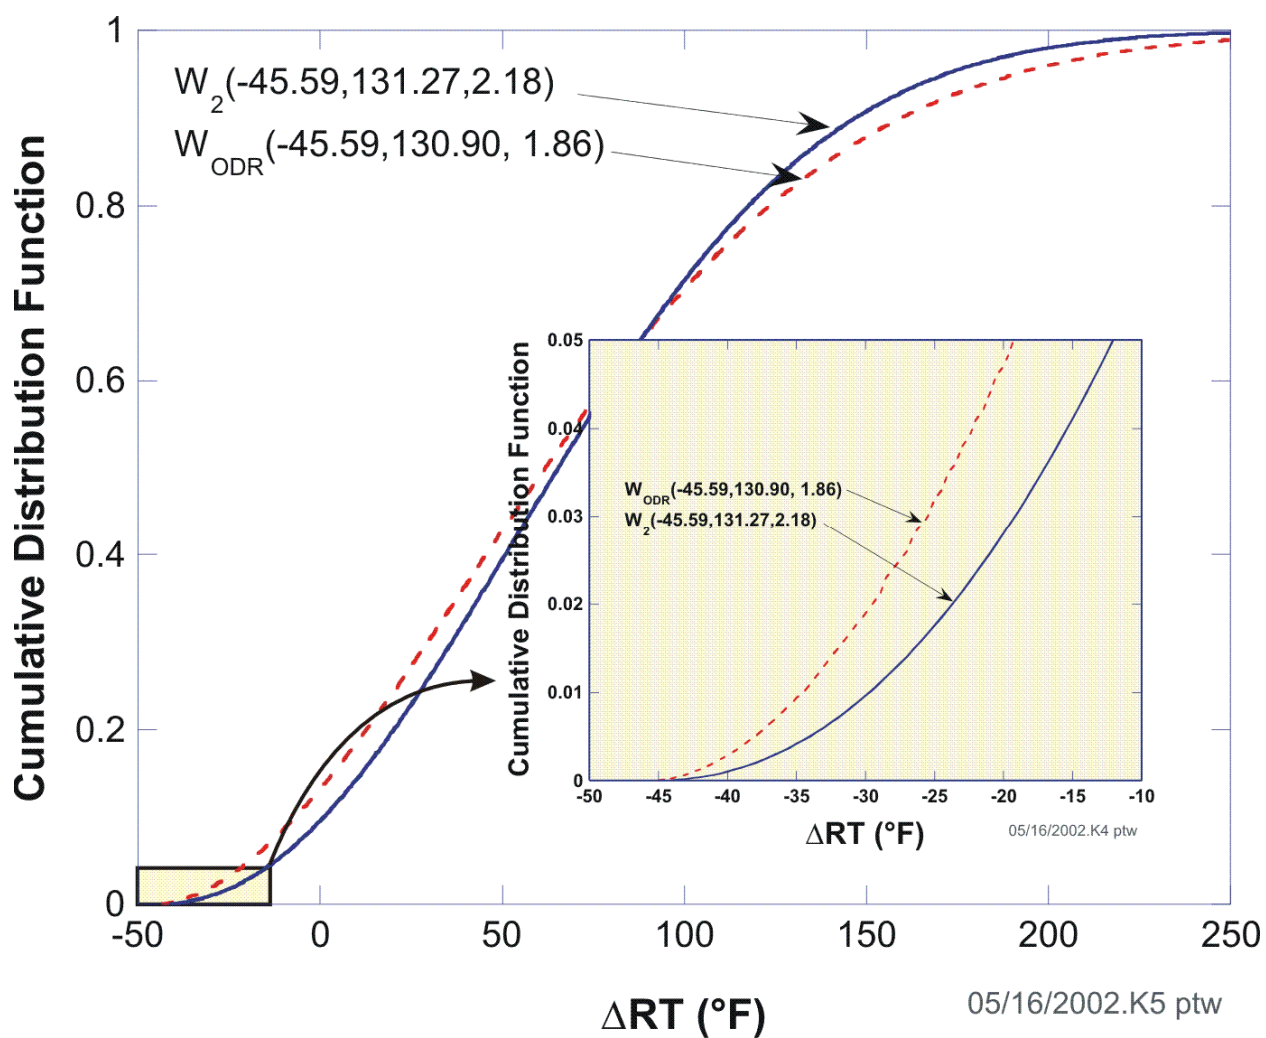 1
W2(-45.59,131.27,2.18)
WODR(-45.59,130.90, 1.86)
0.8
0.6
0.4
0.2
0
Cumulative Distribution Function
-50
0
50
100
150
200
250
ΔRT (°F)
05/16/2002.K5 ptw
0.05
0.04
0.03
0.02
0.01
0
Cumulative Distribution Function
WODR(-45.59,130.90, 1.86)
W2(-45.59,131.27,2.18)
-50
-45
-40
-35
-30
-25
-20
-15
-10
ΔRT (°F)
05/16/2002.K4 ptw